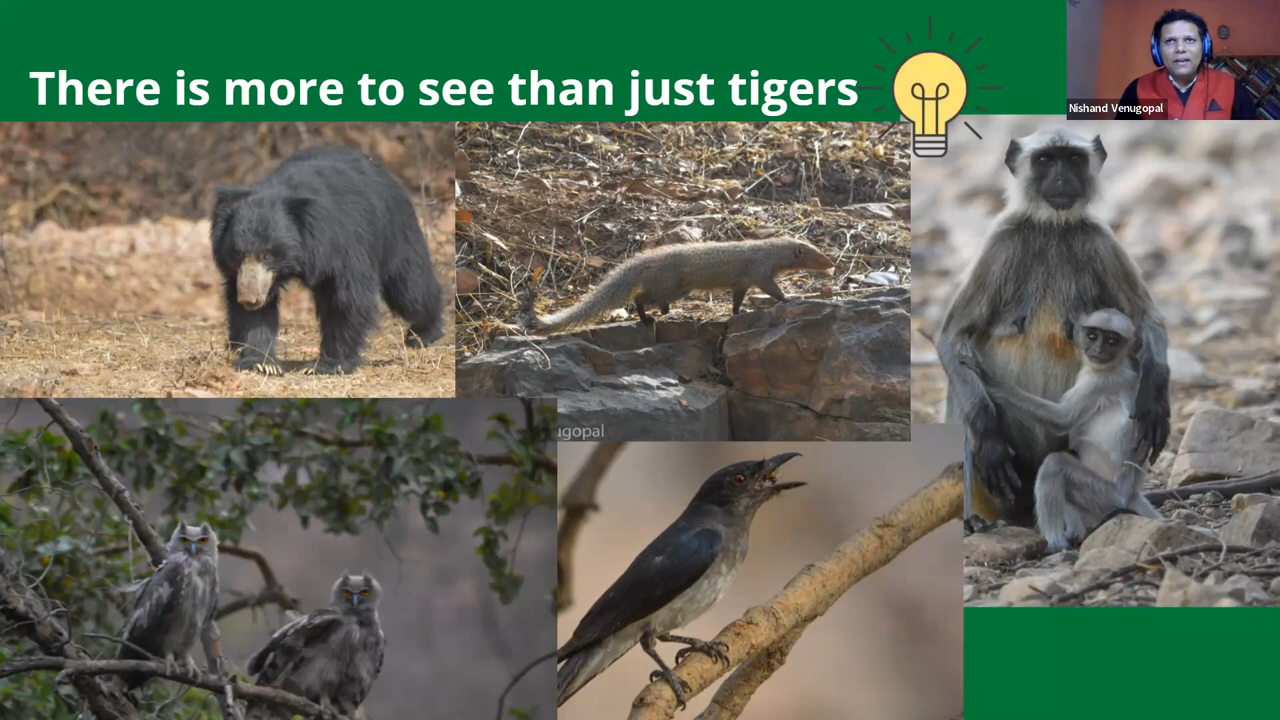 There is more to see than just tigers
Nishand Venugopal
ugopal